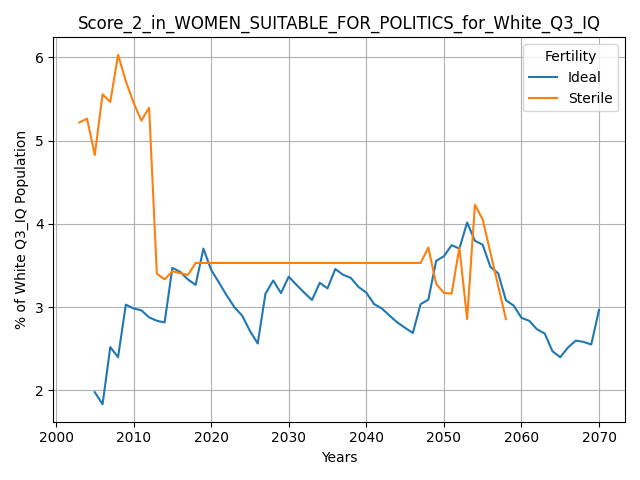 Score_2_in_WOMEN_SUITABLE_FOR_POLITICS_for_White_Q3_IQ
% of White Q3_IQ Population
6
5
4
3
2
Fertility
Ideal
Sterile
2000 2010 2020 2030 2040 2050 2060 2070
Years